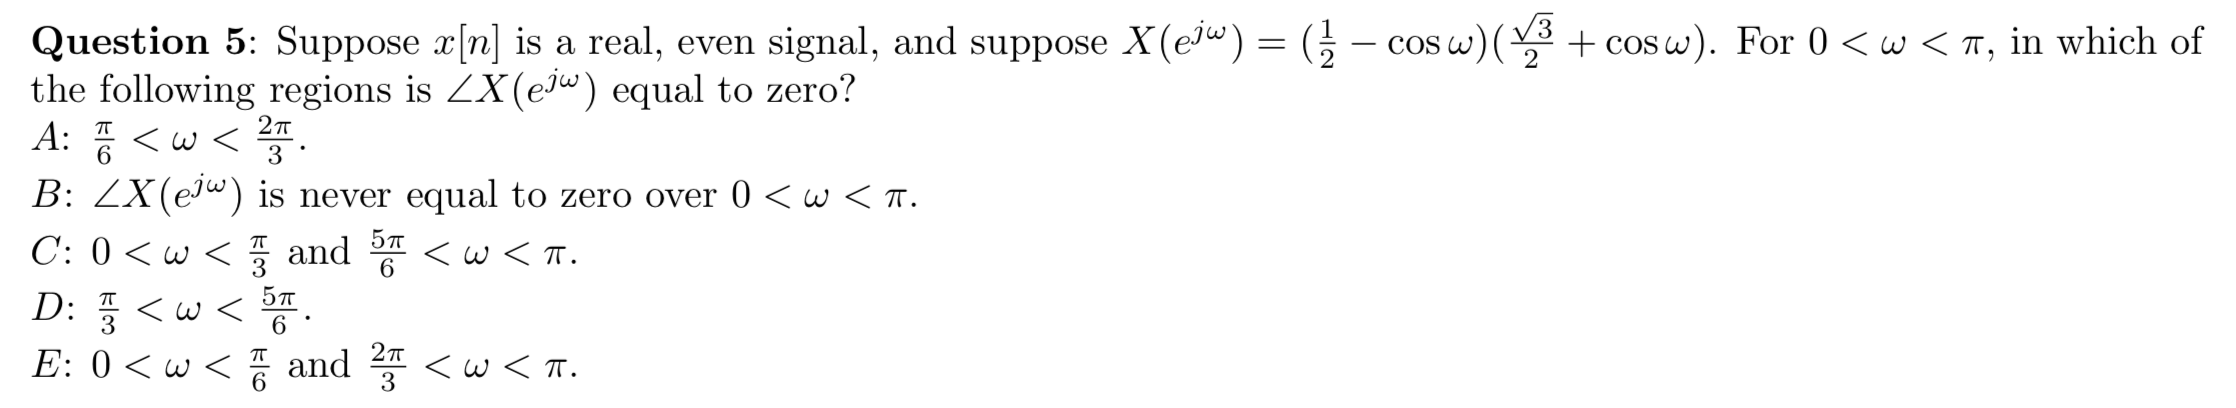 Question 5: Suppose x[n] is a real, even signal, and suppose X(e^{jω}) = (1/2 − cos ω)(√3/2 + cos ω). For 0 < ω < π, in which of
the following regions is ∠X(e^{jω}) equal to zero?
A: π/6 < ω < 2π/3.
B: ∠X(e^{jω}) is never equal to zero over 0 < ω < π.
C: 0 < ω < π/3 and 5π/6 < ω < π.
D: π/3 < ω < 5π/6.
E: 0 < ω < π/6 and 2π/3 < ω < π.